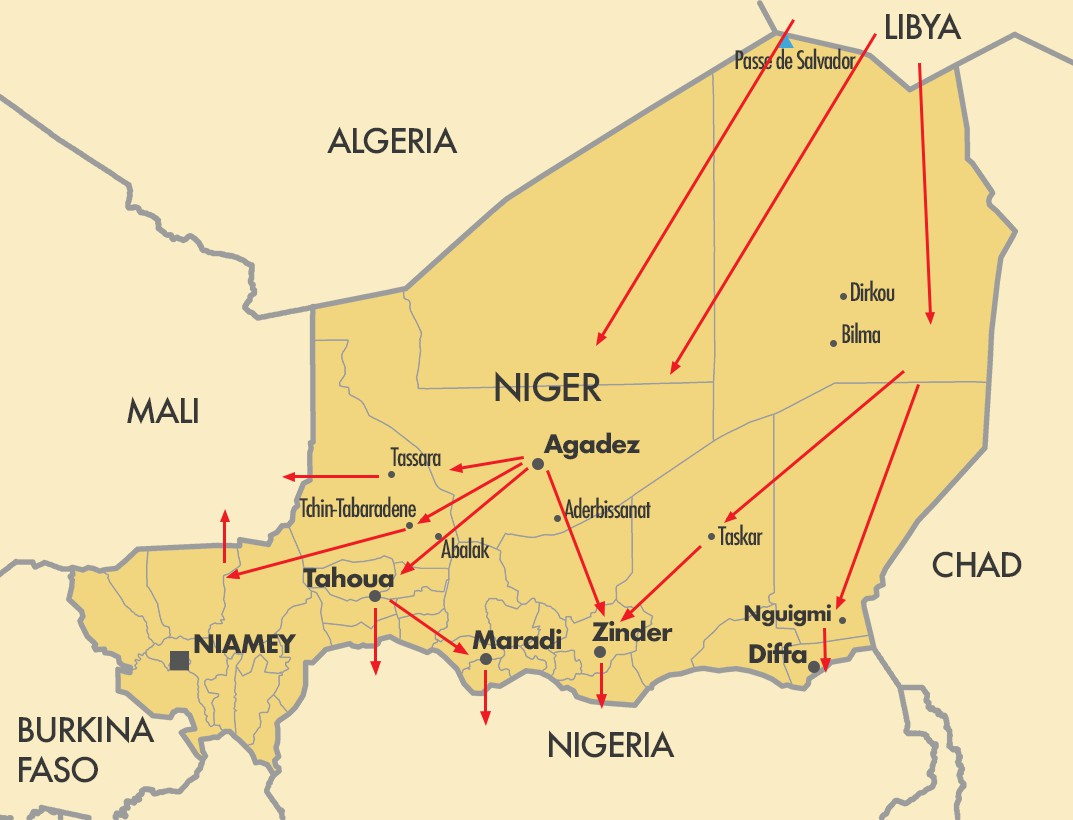 LIBYA
Passe de Salvador
ALGERIA
Dirkou
Bilma
NIGER
MALI
Agadez
Tassara
Tchin-Tabaradene
Aderbissanat
Abalak
Taskar
CHAD
Tahoua
Nguigmi
Zinder
Maradi
NIAMEY
Diffa
BURKINA
FASO
NIGERIA